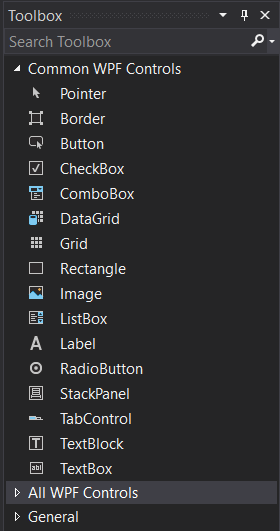 Toolbox
Search Toolbox
Common WPF Controls
Pointer
Border
Button
CheckBox
ComboBox
DataGrid
Grid
Rectangle
Image
ListBox
A Label
RadioButton
StackPanel
TabControl
T TextBlock
abl TextBox
All WPF Controls
General